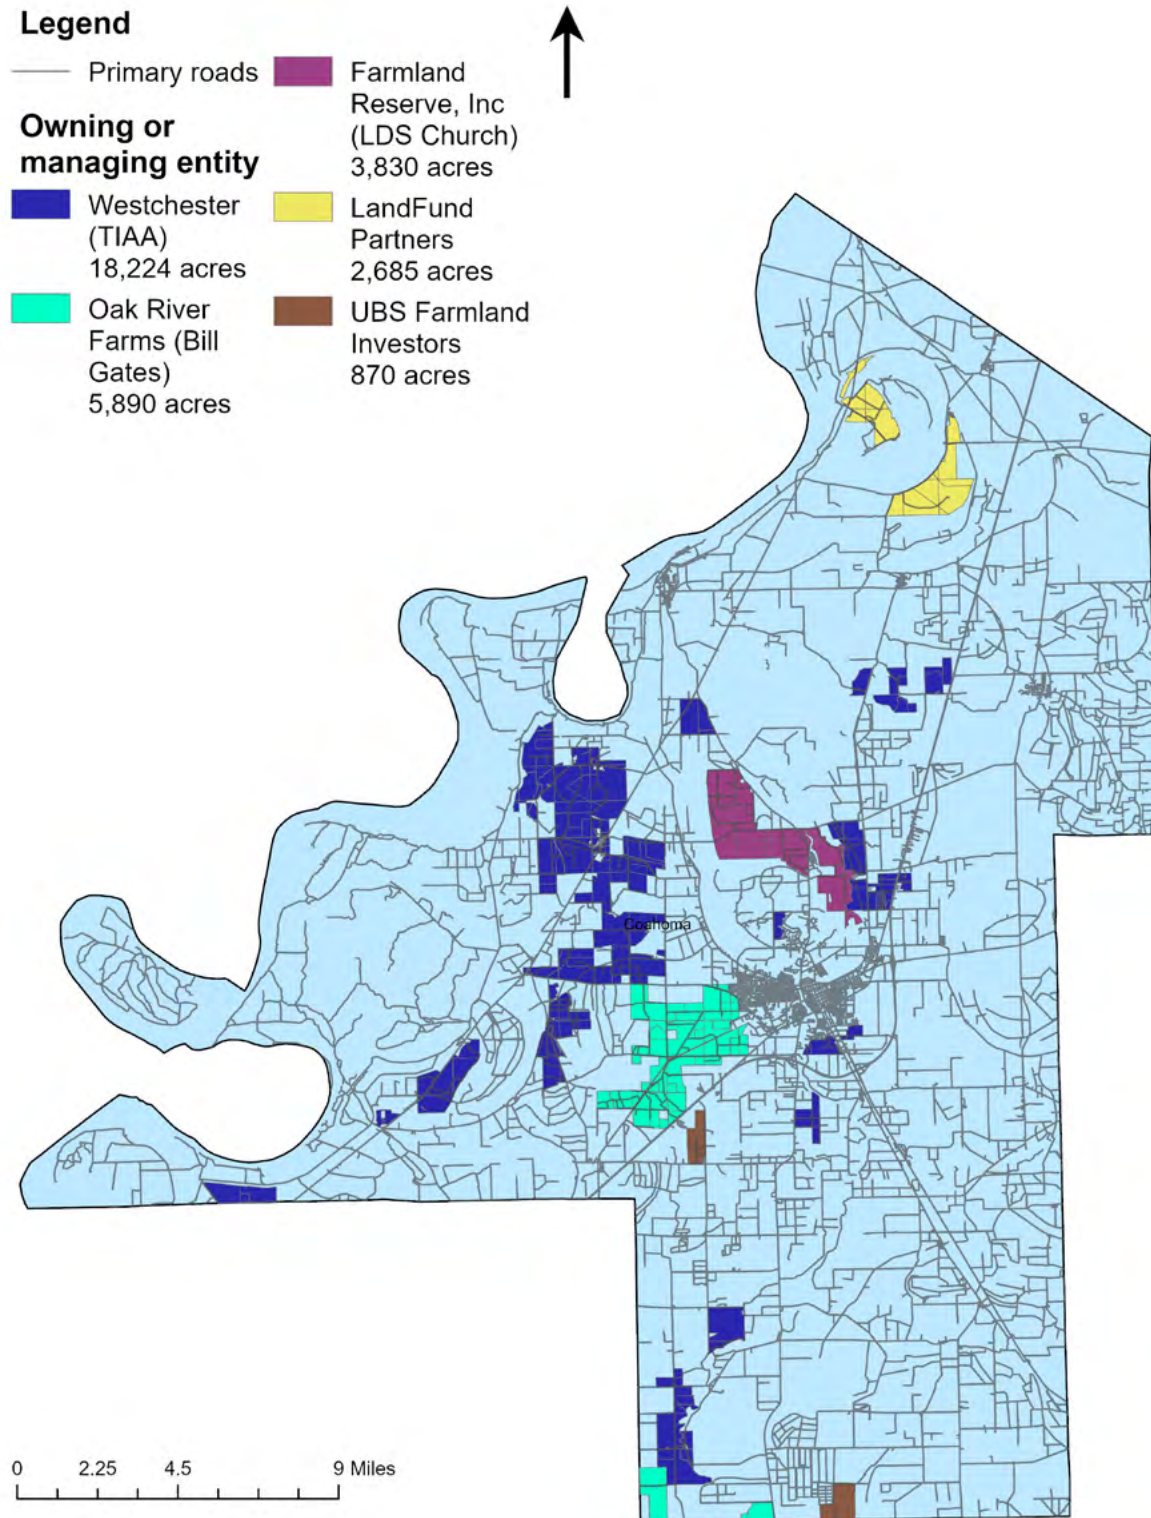 Legend
Primary roads
Owning or
managing entity
Westchester
(TIAA)
18,224 acres
Oak River
Farms (Bill
Gates)
5,890 acres
Farmland
Reserve, Inc
(LDS Church)
3,830 acres
LandFund
Partners
2,685 acres
UBS Farmland
Investors
870 acres
Coahoma
0 2.25 4.5 9 Miles